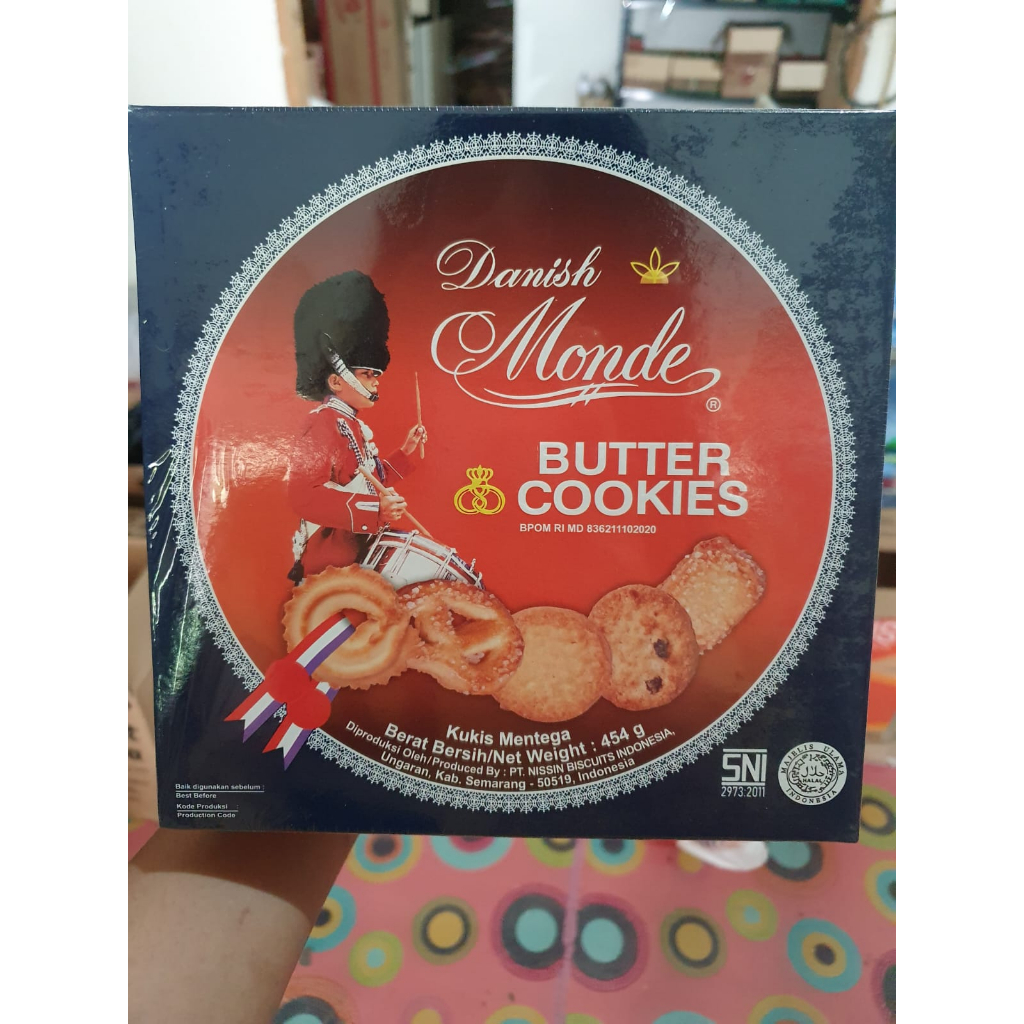 Danish
Monde
®
BUTTER
COOKIES
BPOM RI MD 836211102020
Kukis Mentega
Berat Bersih/Net Weight : 454 g
Diproduksi Oleh/Produced By : PT. NISSIN BISCUITS INDONESIA,
Ungaran, Kab. Semarang - 50519, Indonesia
Baik digunakan sebelum :
Best Before
Kode Produksi
Production Code
SNI
2973:2011
MAJELIS ULAMA
حلال
HALAL
INDONESIA